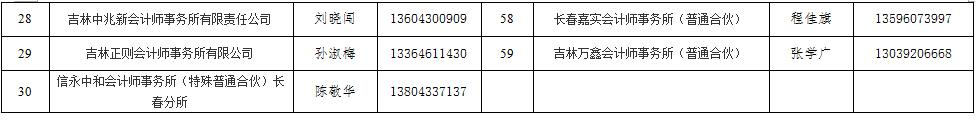 28 吉林中兆新会计师事务所有限责任公司 刘晓闻 13604300909 58 长春嘉实会计师事务所（普通合伙） 程佳旗 13596073997
29 吉林正则会计师事务所有限公司 孙淑梅 13364611430 59 吉林万鑫会计师事务所（普通合伙） 张学广 13039206668
30 信永中和会计师事务所（特殊普通合伙）长
春分所 陈敬华 13804337137